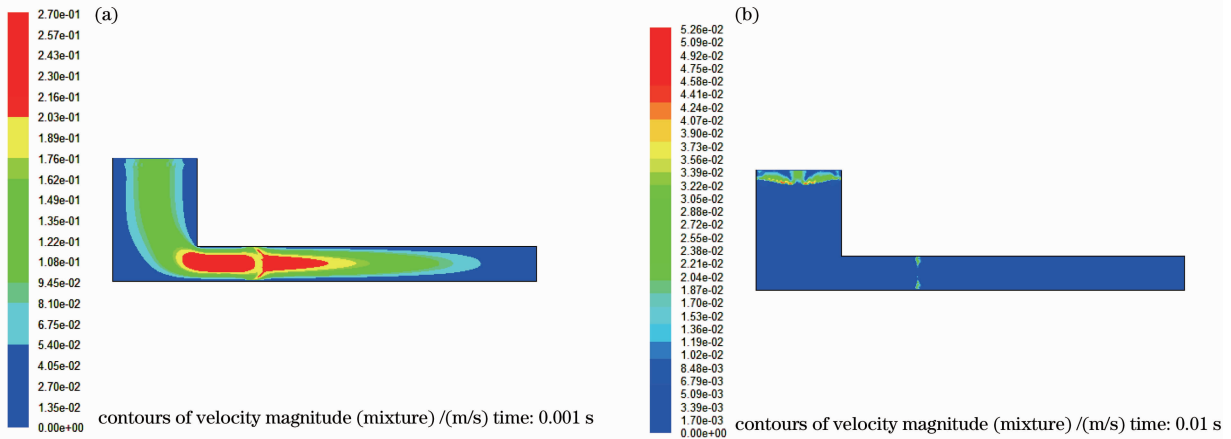 (a)
2.70e-01
2.57e-01
2.43e-01
2.30e-01
2.16e-01
2.03e-01
1.89e-01
1.76e-01
1.62e-01
1.49e-01
1.35e-01
1.22e-01
1.08e-01
9.45e-02
8.10e-02
6.75e-02
5.40e-02
4.05e-02
2.70e-02
1.35e-02
0.00e+00
contours of velocity magnitude (mixture) /(m/s) time: 0.001 s
(b)
5.26e-02
5.09e-02
4.92e-02
4.75e-02
4.58e-02
4.41e-02
4.24e-02
4.07e-02
3.90e-02
3.73e-02
3.56e-02
3.39e-02
3.22e-02
3.05e-02
2.88e-02
2.72e-02
2.55e-02
2.38e-02
2.21e-02
2.04e-02
1.87e-02
1.70e-02
1.53e-02
1.36e-02
1.19e-02
1.02e-02
8.48e-03
6.79e-03
5.09e-03
3.39e-03
1.70e-03
0.00e+00
contours of velocity magnitude (mixture) /(m/s) time: 0.01 s